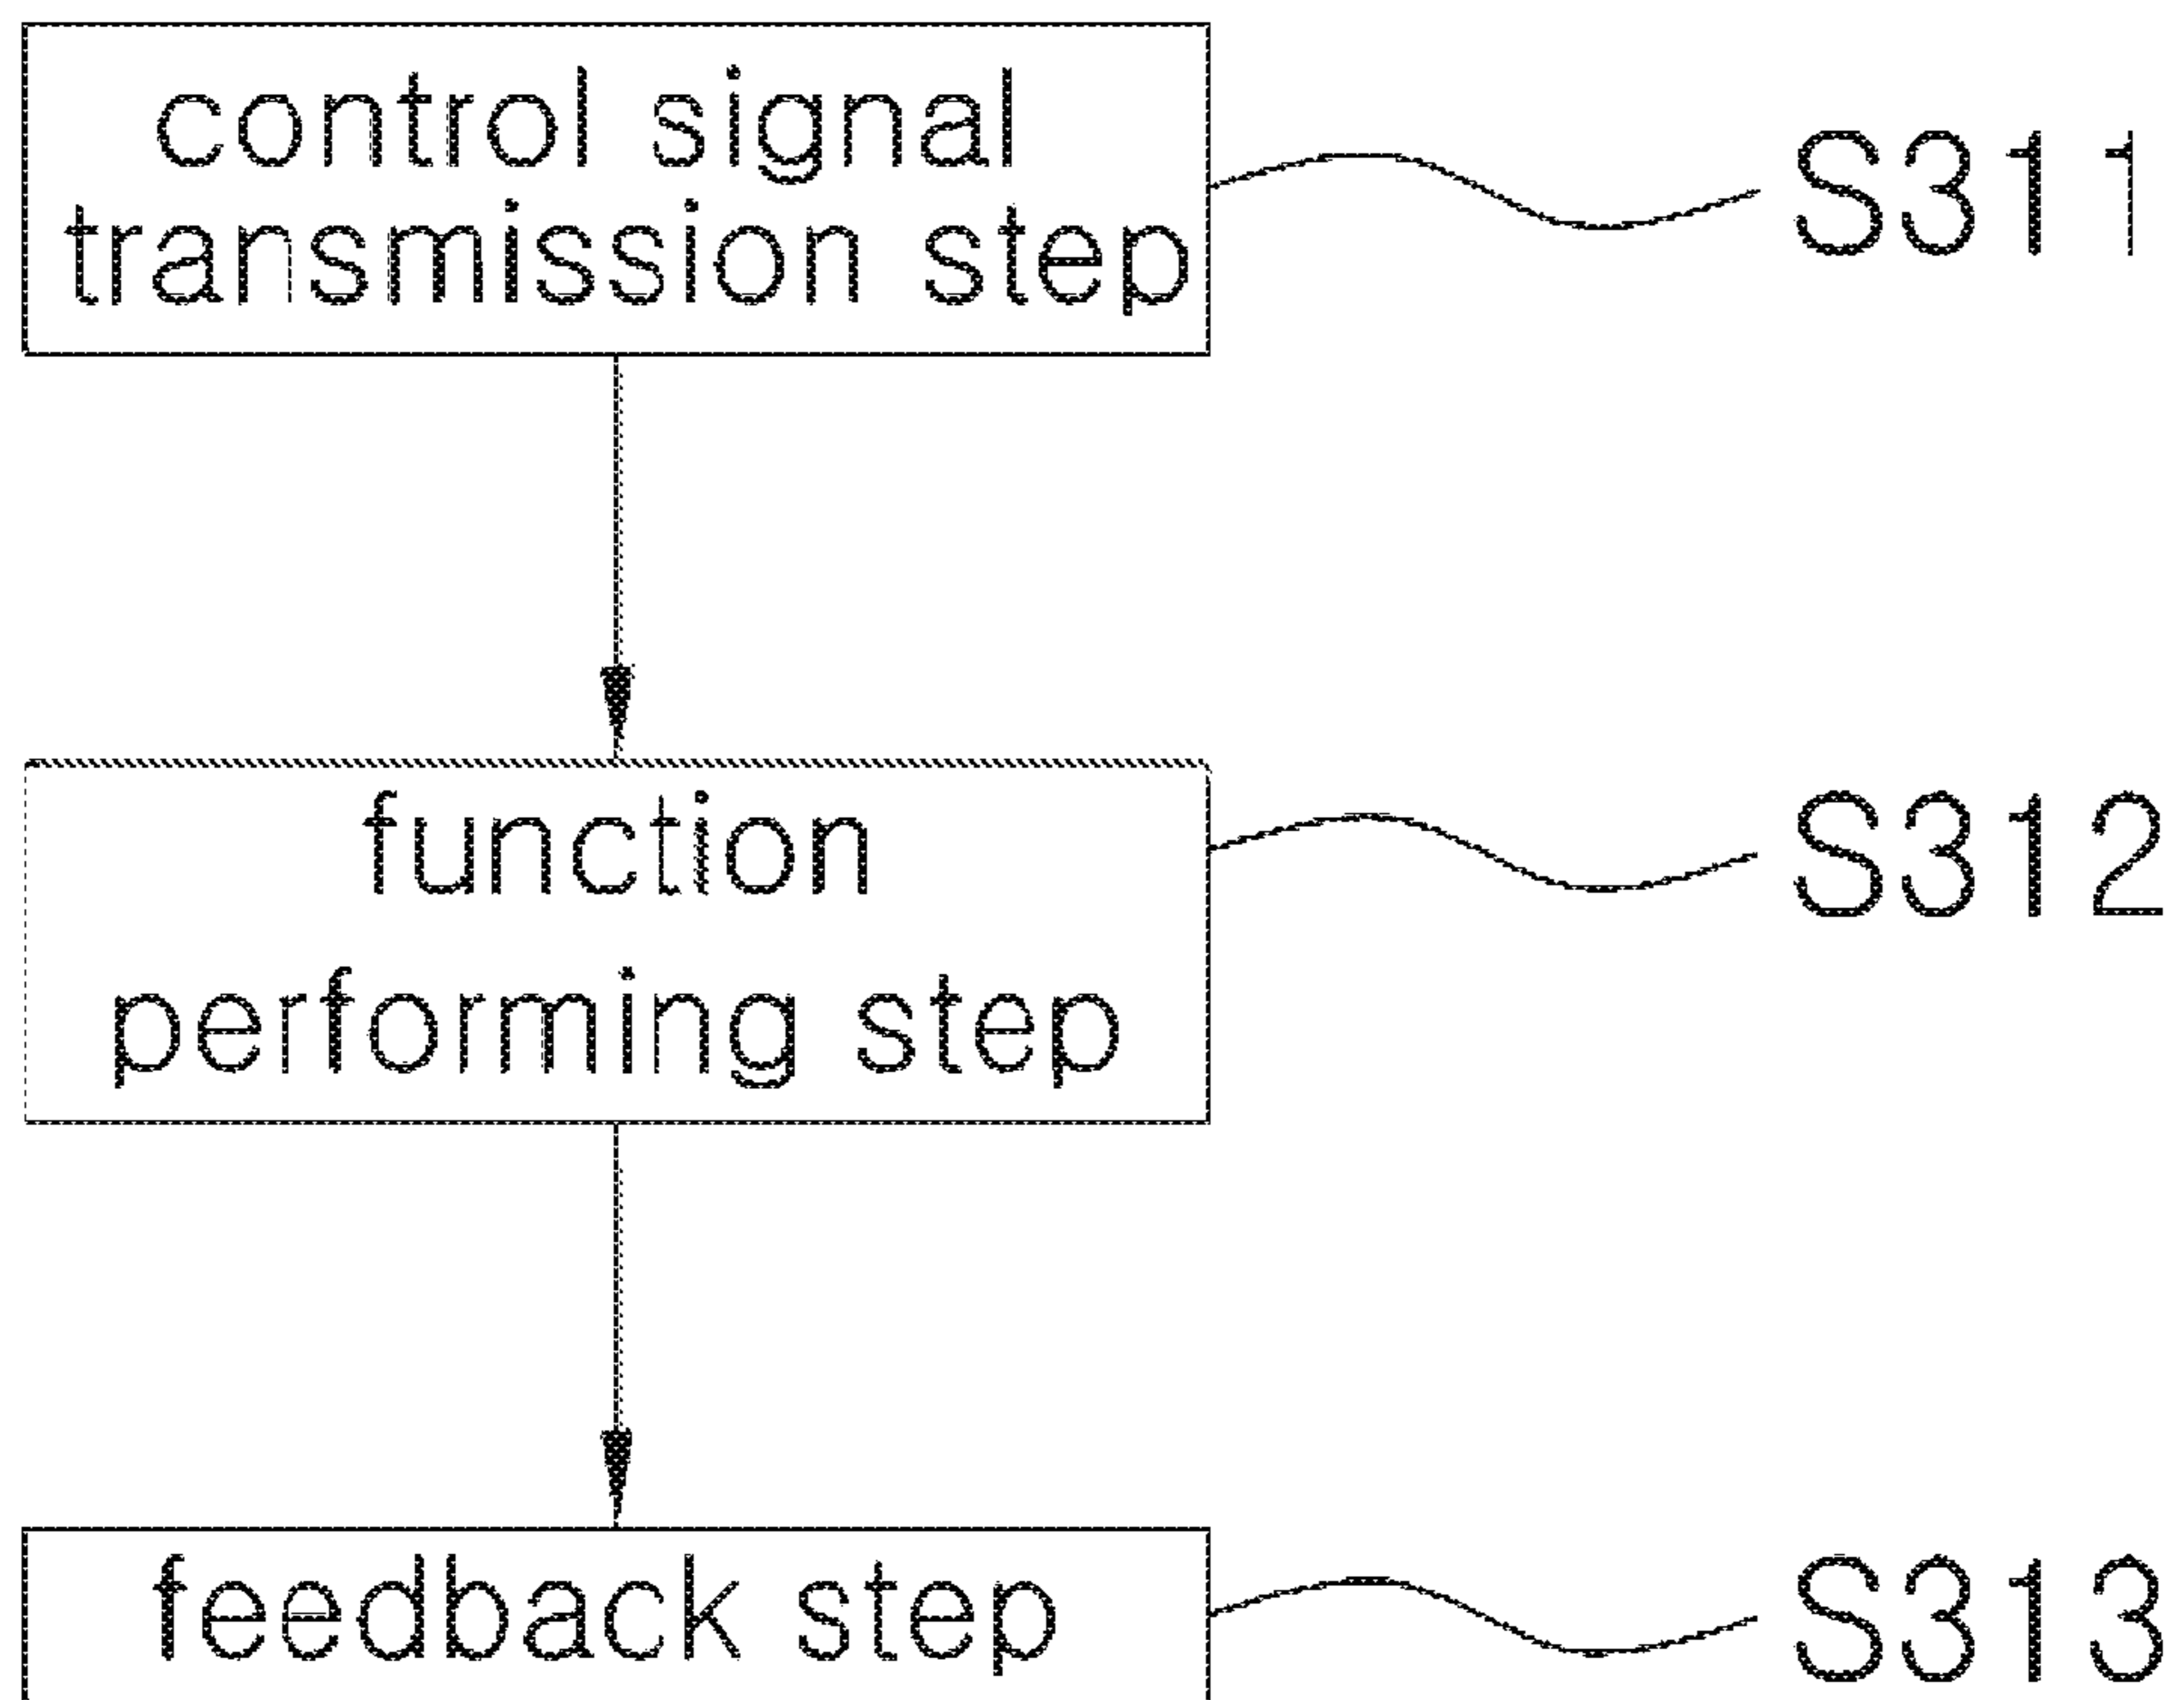 control signal
transmission step
S311
function
performing step
S312
feedback step
S313